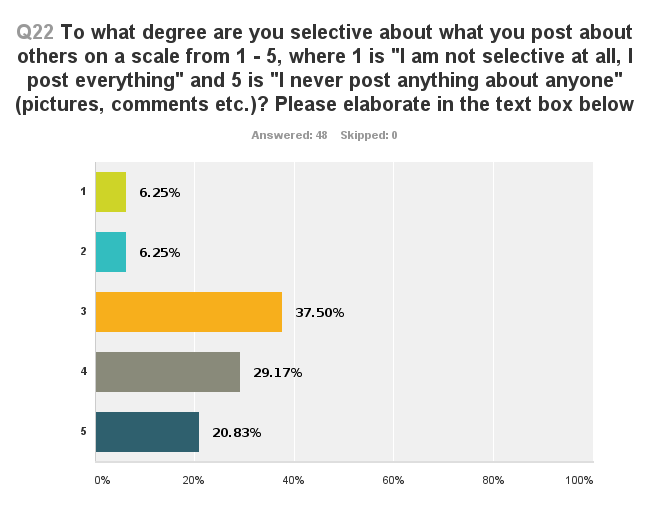 Q22 To what degree are you selective about what you post about
others on a scale from 1 - 5, where 1 is "I am not selective at all, I
post everything" and 5 is "I never post anything about anyone"
(pictures, comments etc.)? Please elaborate in the text box below
Answered: 48 Skipped: 0
1 6.25%
2 6.25%
3 37.50%
4 29.17%
5 20.83%
0% 20% 40% 60% 80% 100%